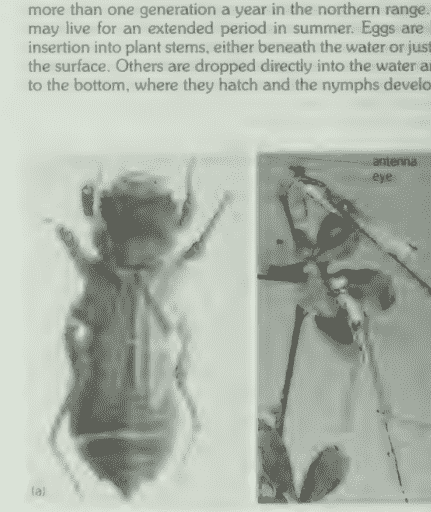 more than one generation a year in the northern range.
may live for an extended period in summer. Eggs are
insertion into plant stems, either beneath the water or just
the surface. Others are dropped directly into the water
to the bottom, where they hatch and the nymphs develo
antenna
eye
(a)